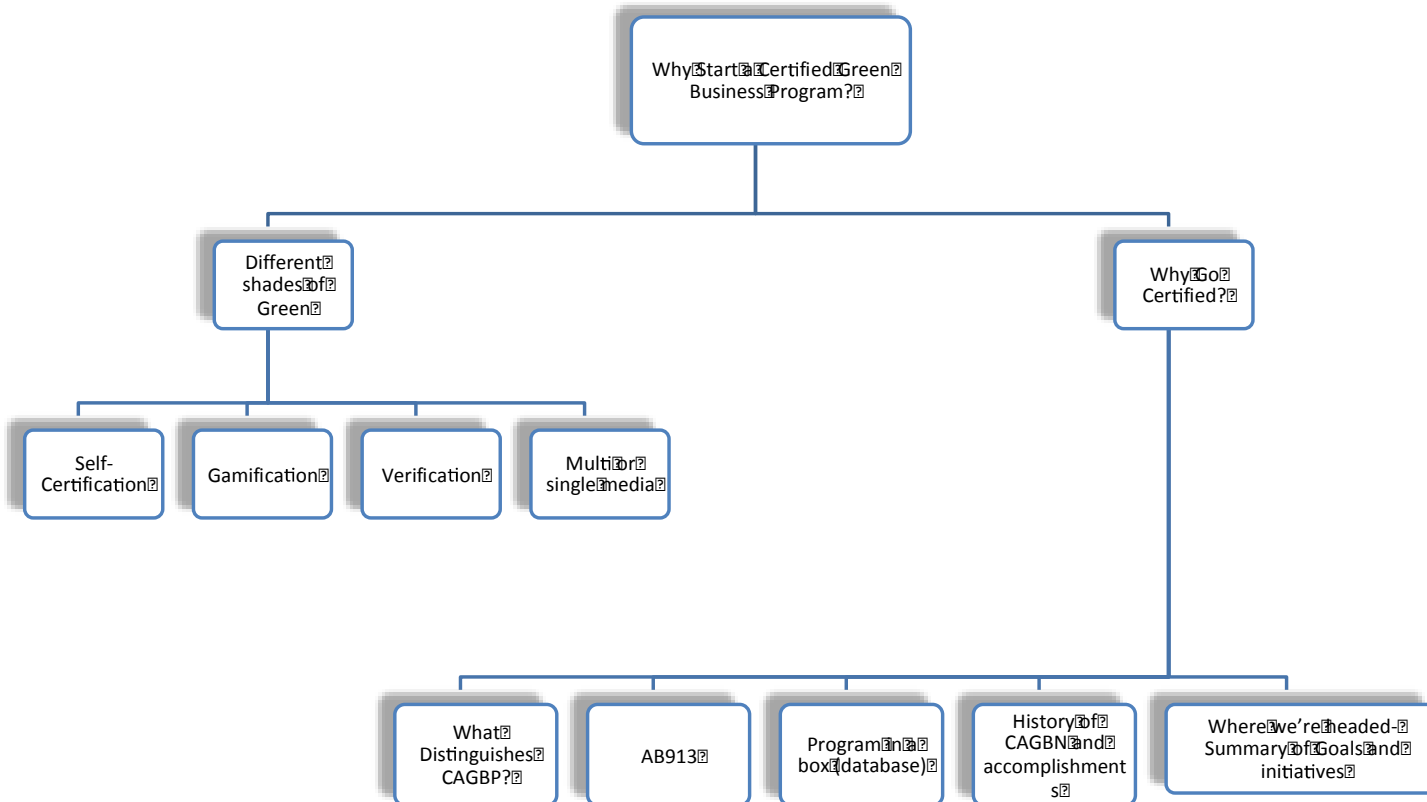 Why Start a Certified Green
Business Program?
Different
shades of
Green
Why Go
Certified?
Self-
Certification
Gamification
Verification
Multi or
single media
What
Distinguishes
CAGBP?
AB913
Program in a
box (database)
History of
CAGBN and
accomplishment
s
Where we're headed-
Summary of Goals and
initiatives